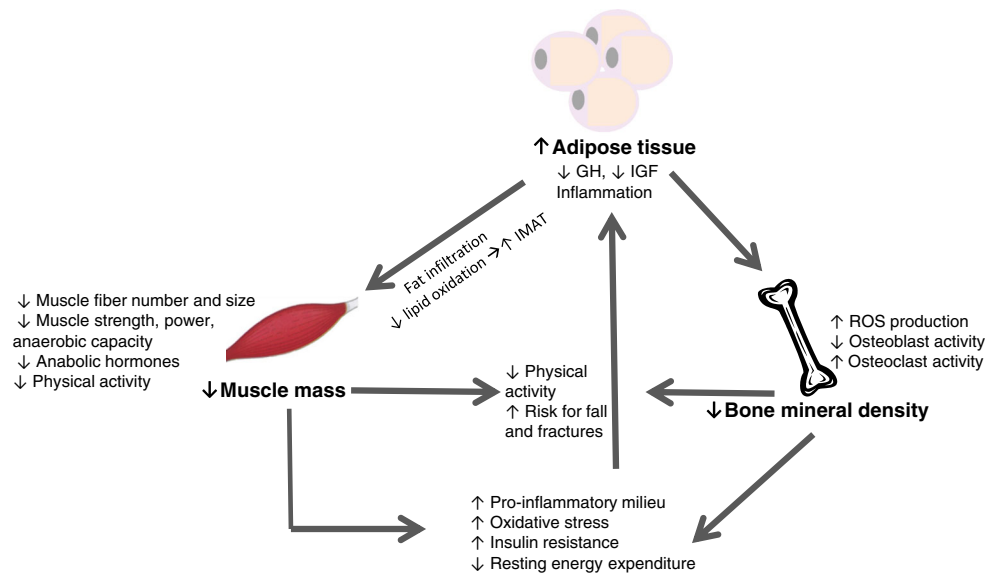 ↑ Adipose tissue
↓ GH, ↓ IGF
Inflammation
Fat infiltration
↓ lipid oxidation → ↑ IMAT
↓ Muscle fiber number and size
↓ Muscle strength, power,
anaerobic capacity
↓ Anabolic hormones
↓ Physical activity
↓ Muscle mass
↓ Physical
activity
↑ Risk for fall
and fractures
↑ ROS production
↓ Osteoblast activity
↑ Osteoclast activity
↓ Bone mineral density
↑ Pro-inflammatory milieu
↑ Oxidative stress
↑ Insulin resistance
↓ Resting energy expenditure